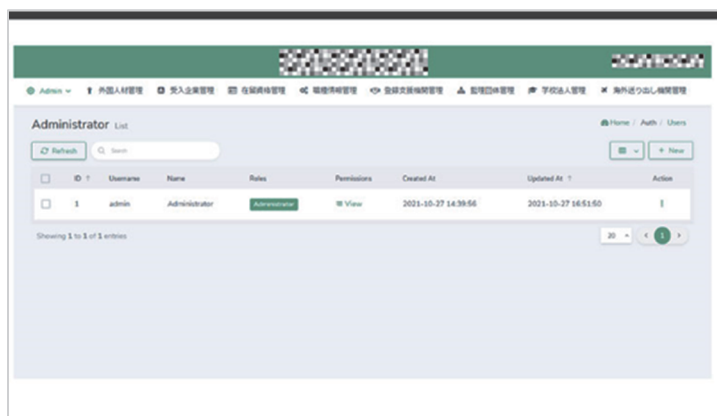 Admin 外国人材管理 受入企業管理 在留資格管理 職種情報管理 登録支援機関管理 監理団体管理 学校法人管理 海外送り出し機関管理
Administrator List Home / Auth / Users
Refresh Search + New
ID Username Name Roles Permissions Created At Updated At Action
1 admin Administrator Administrator View 2021-10-27 14:39:56 2021-10-27 16:51:50
Showing 1 to 1 of 1 entries 20 1